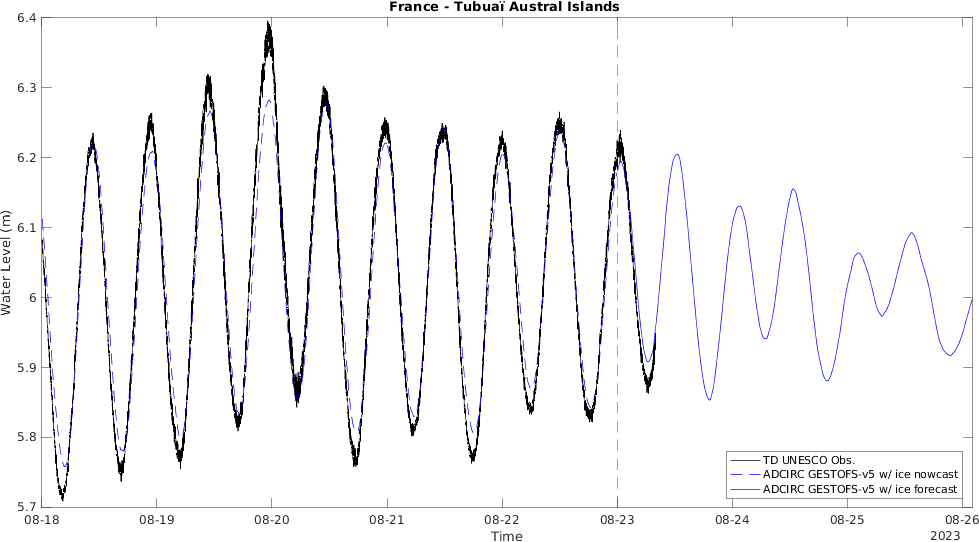 France - Tubuaï Austral Islands
6.4
6.3
6.2
6.1
6
5.9
5.8
5.7
Water Level (m)
08-18 08-19 08-20 08-21 08-22 08-23 08-24 08-25 08-26
Time
2023
TD UNESCO Obs.
ADCIRC GESTOFS-v5 w/ ice nowcast
ADCIRC GESTOFS-v5 w/ ice forecast